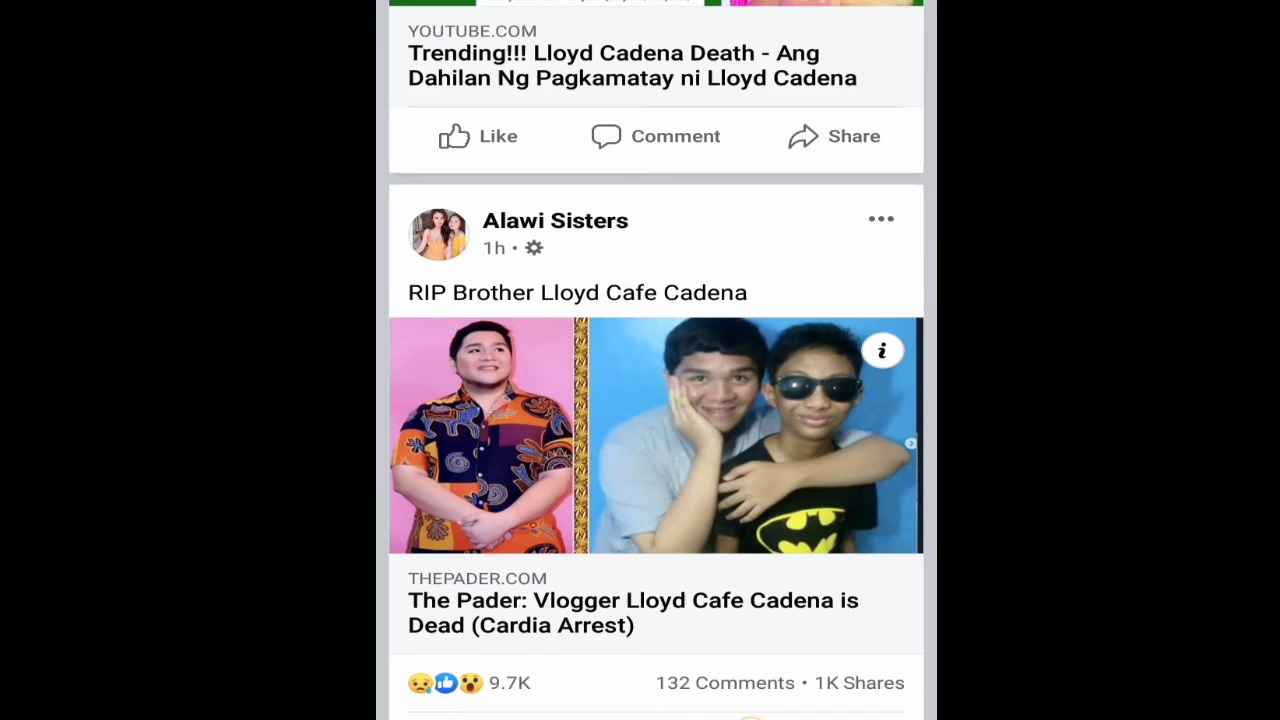 YOUTUBE.COM
Trending!!! Lloyd Cadena Death - Ang
Dahilan Ng Pagkamatay ni Lloyd Cadena
Like Comment Share
Alawi Sisters
1h •
RIP Brother Lloyd Cafe Cadena
i
THEPADER.COM
The Pader: Vlogger Lloyd Cafe Cadena is
Dead (Cardia Arrest)
9.7K 132 Comments • 1K Shares